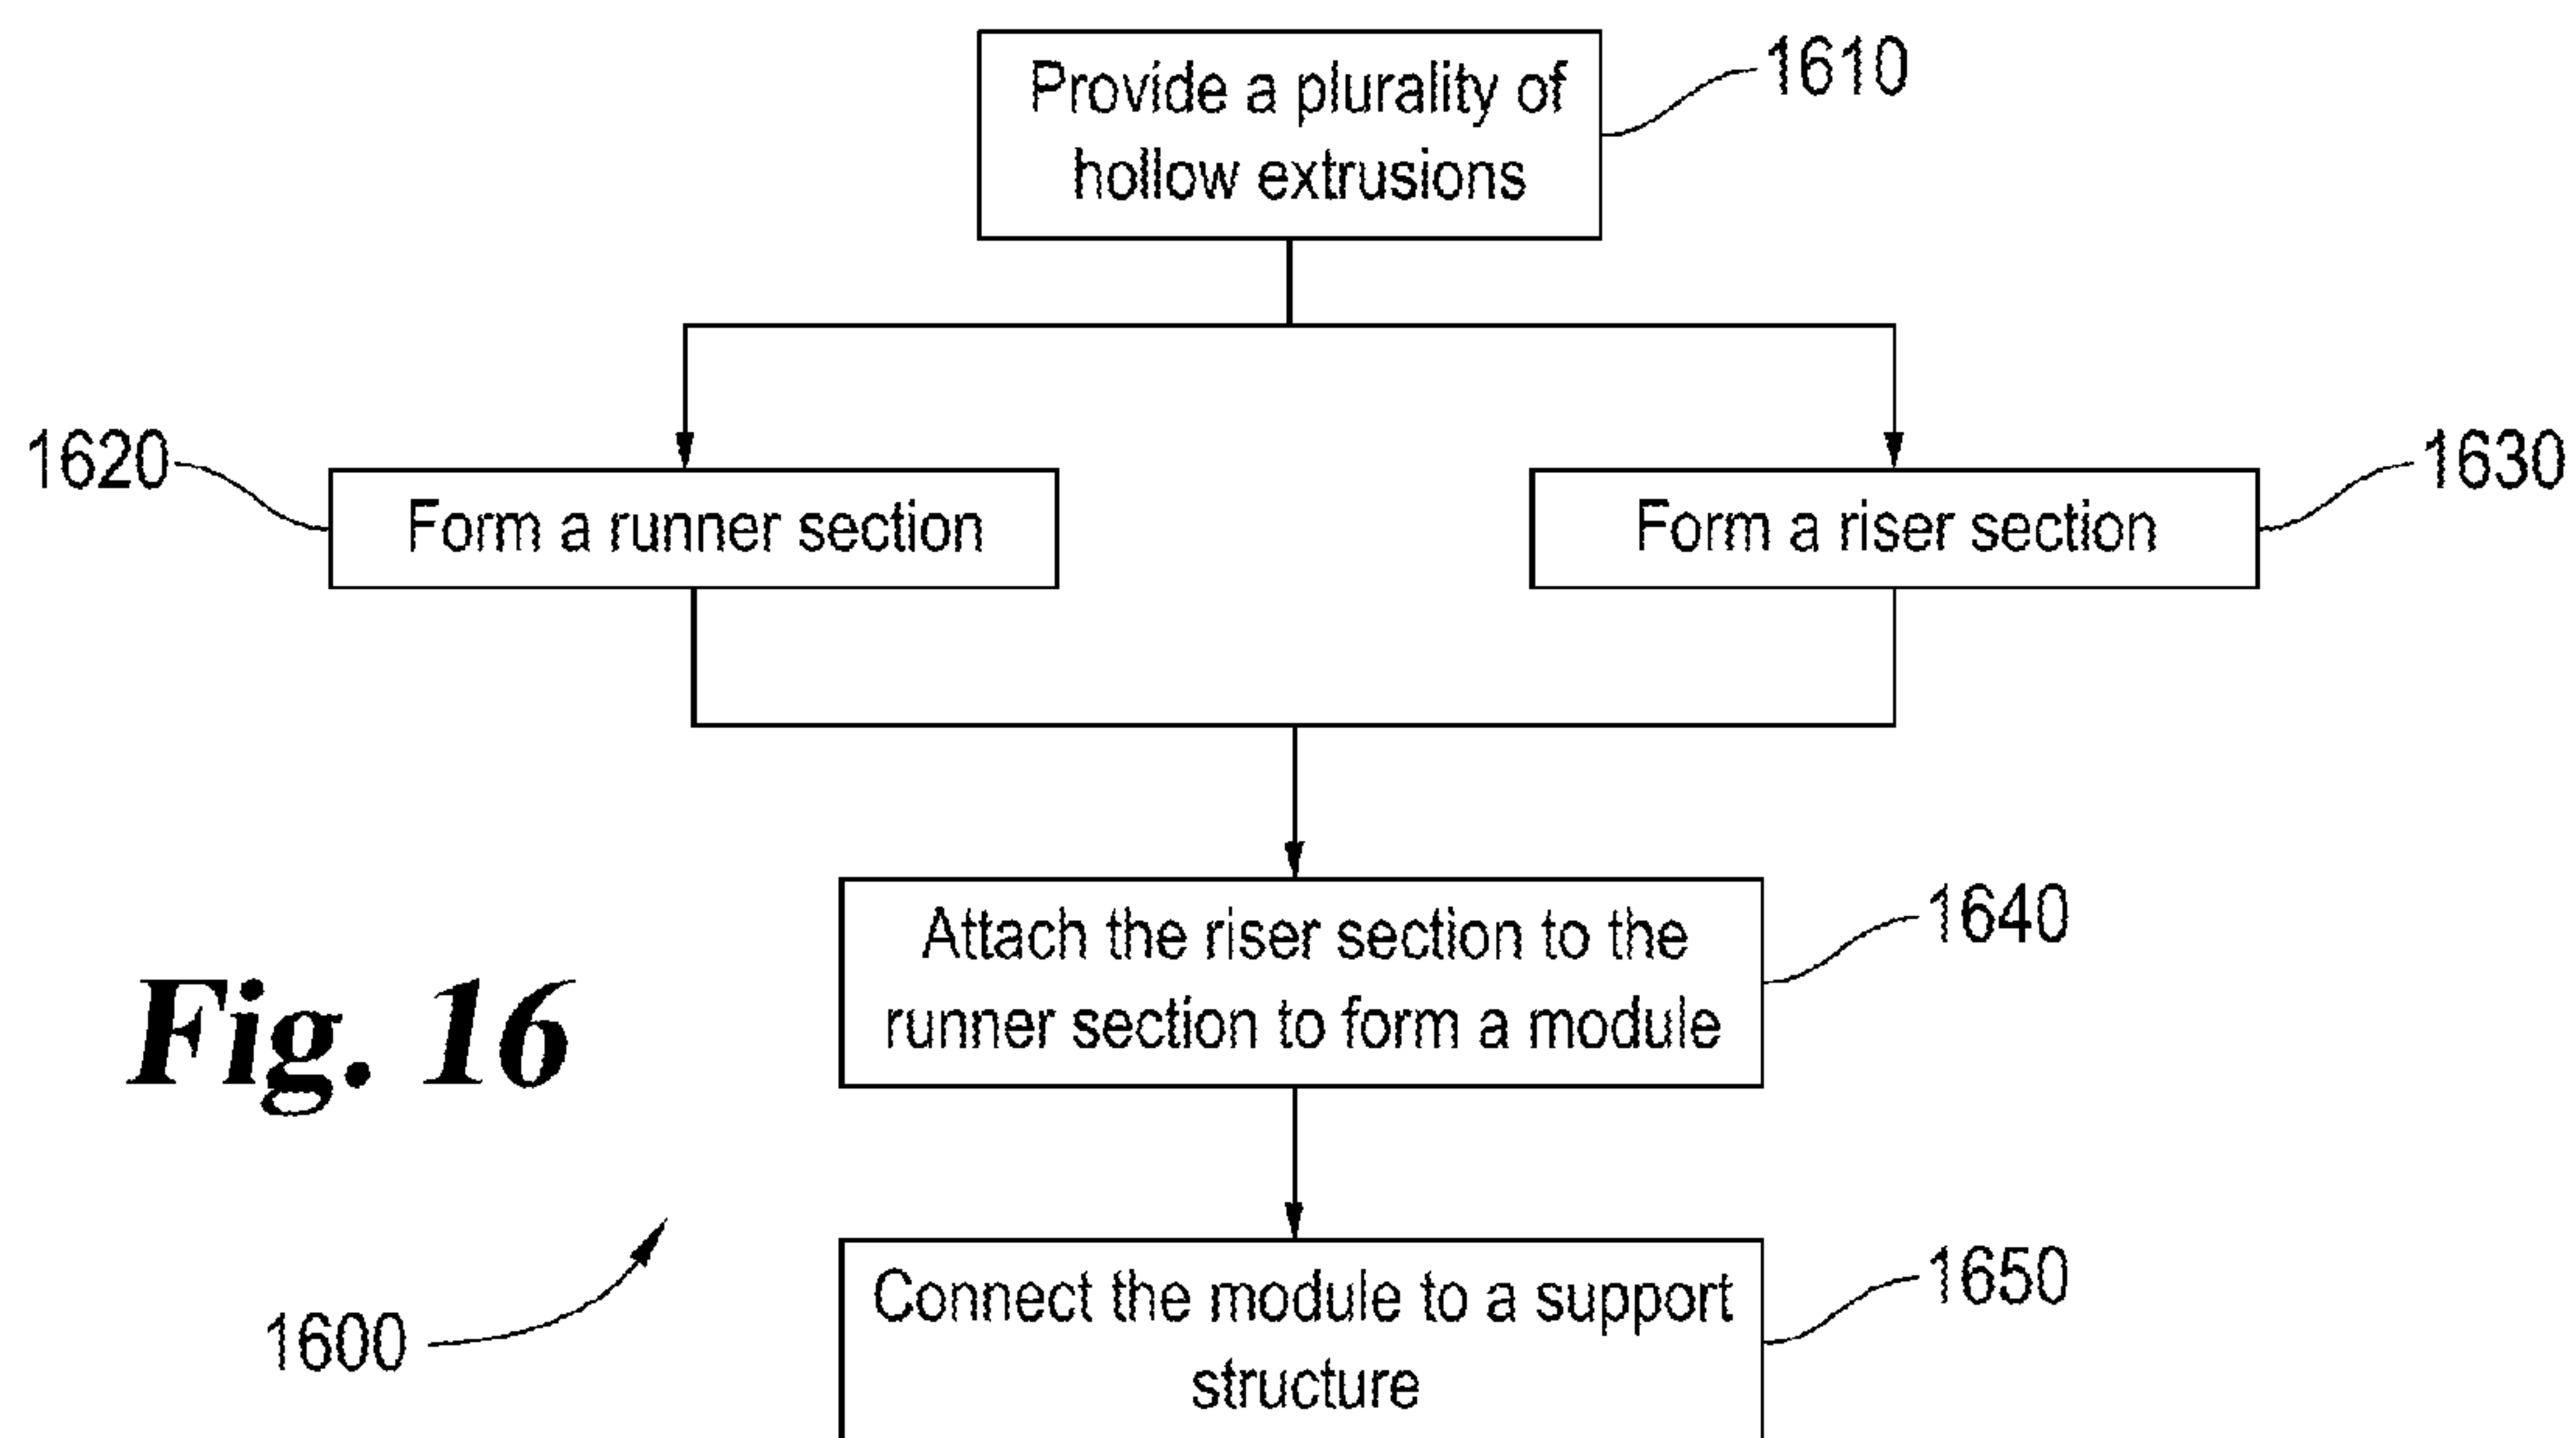 Provide a plurality of
hollow extrusions
1610
1620
Form a runner section
Form a riser section
1630
Attach the riser section to the
runner section to form a module
1640
Fig. 16
Connect the module to a support
structure
1650
1600